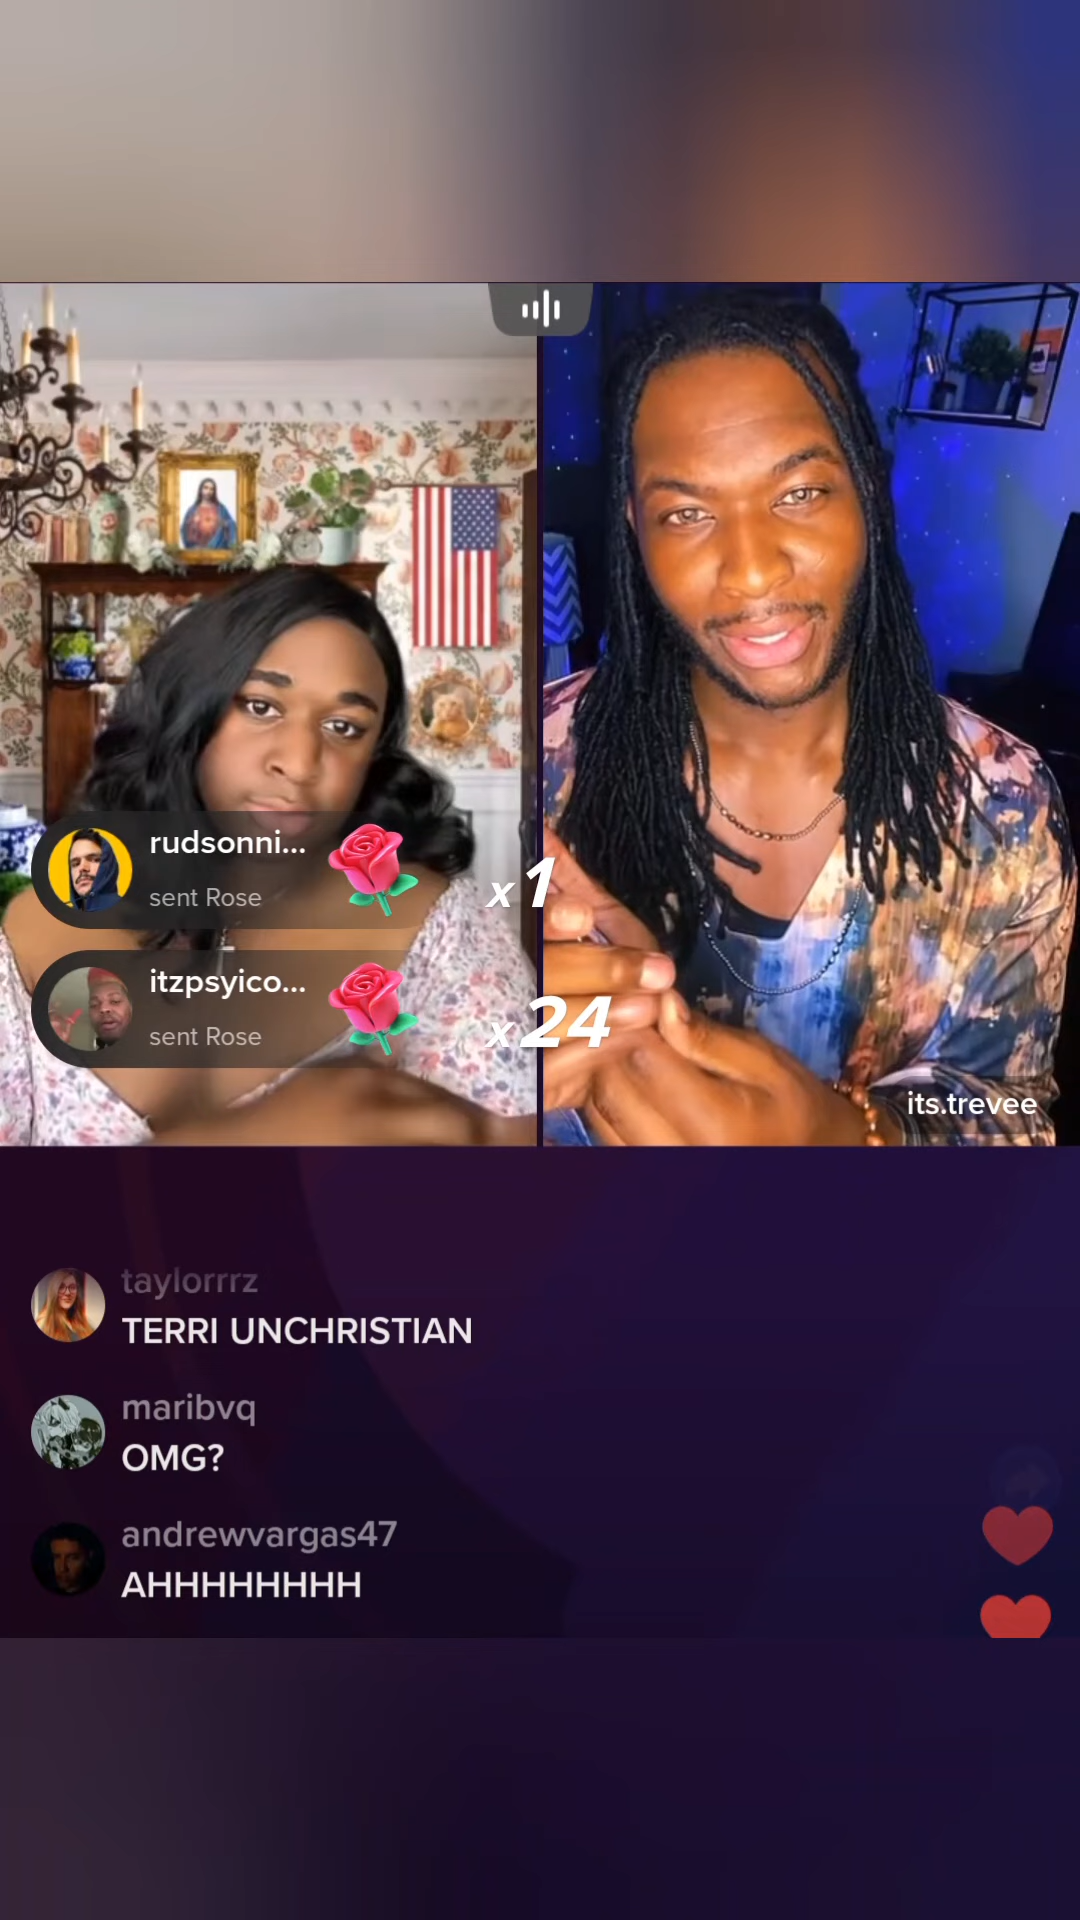 rudsonni...
sent Rose
x1
itzpsyico...
sent Rose
x24
its.trevee
taylorrrz
TERRI UNCHRISTIAN
maribvq
OMG?
andrewvargas47
AHHHHHHHH